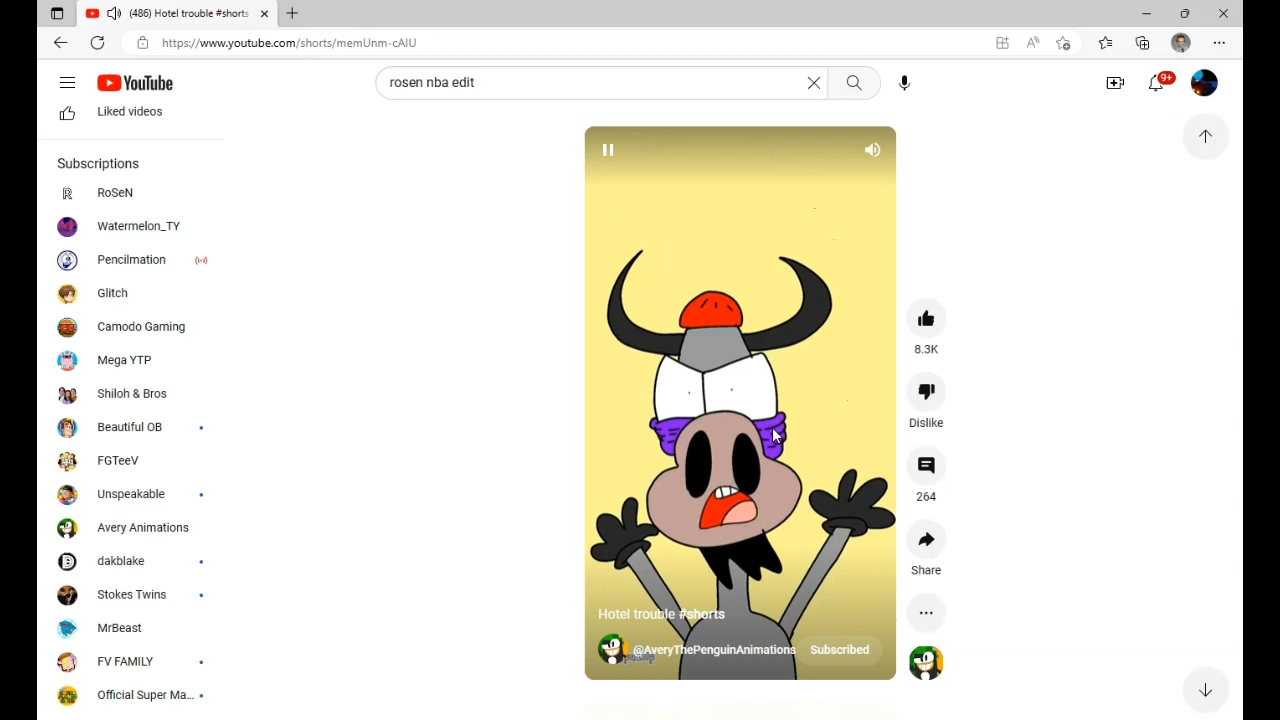 (486) Hotel trouble #shorts
https://www.youtube.com/shorts/memUnm-cAlU
YouTube
rosen nba edit
9+
Liked videos
Subscriptions
R RoSeN
Watermelon_TY
Pencilmation
Glitch
Camodo Gaming
Mega YTP
Shiloh & Bros
Beautiful OB
FGTeeV
Unspeakable
Avery Animations
dakblake
Stokes Twins
MrBeast
FV FAMILY
Official Super Ma...
8.3K
Dislike
264
Share
Hotel trouble #shorts
@AveryThePenguinAnimations
Subscribed